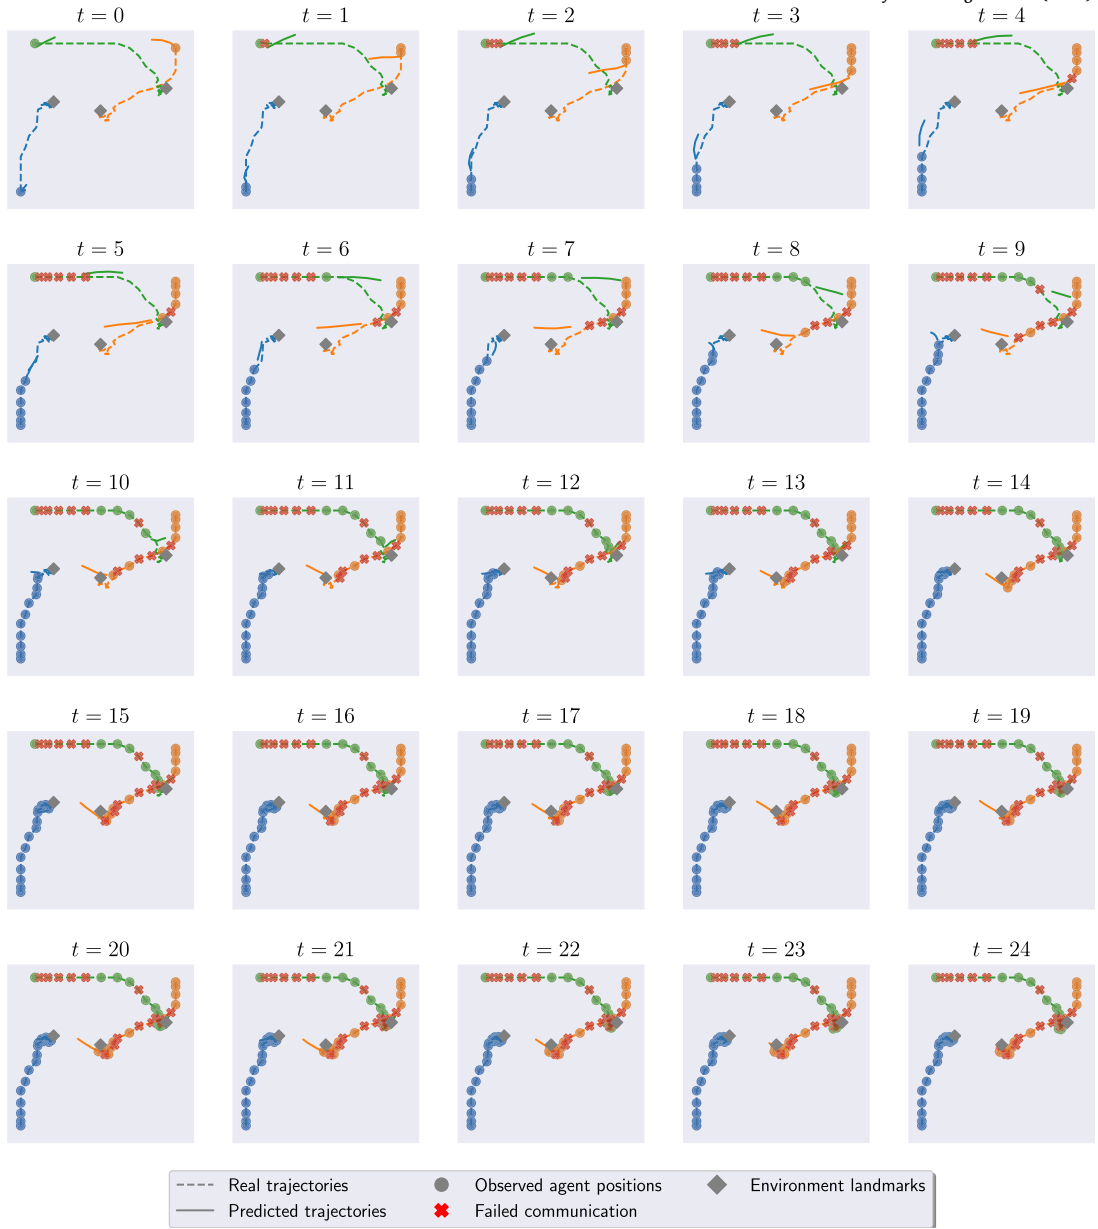 t = 0 t = 1 t = 2 t = 3 t = 4
t = 5 t = 6 t = 7 t = 8 t = 9
t = 10 t = 11 t = 12 t = 13 t = 14
t = 15 t = 16 t = 17 t = 18 t = 19
t = 20 t = 21 t = 22 t = 23 t = 24
Real trajectories Observed agent positions Environment landmarks
Predicted trajectories Failed communication